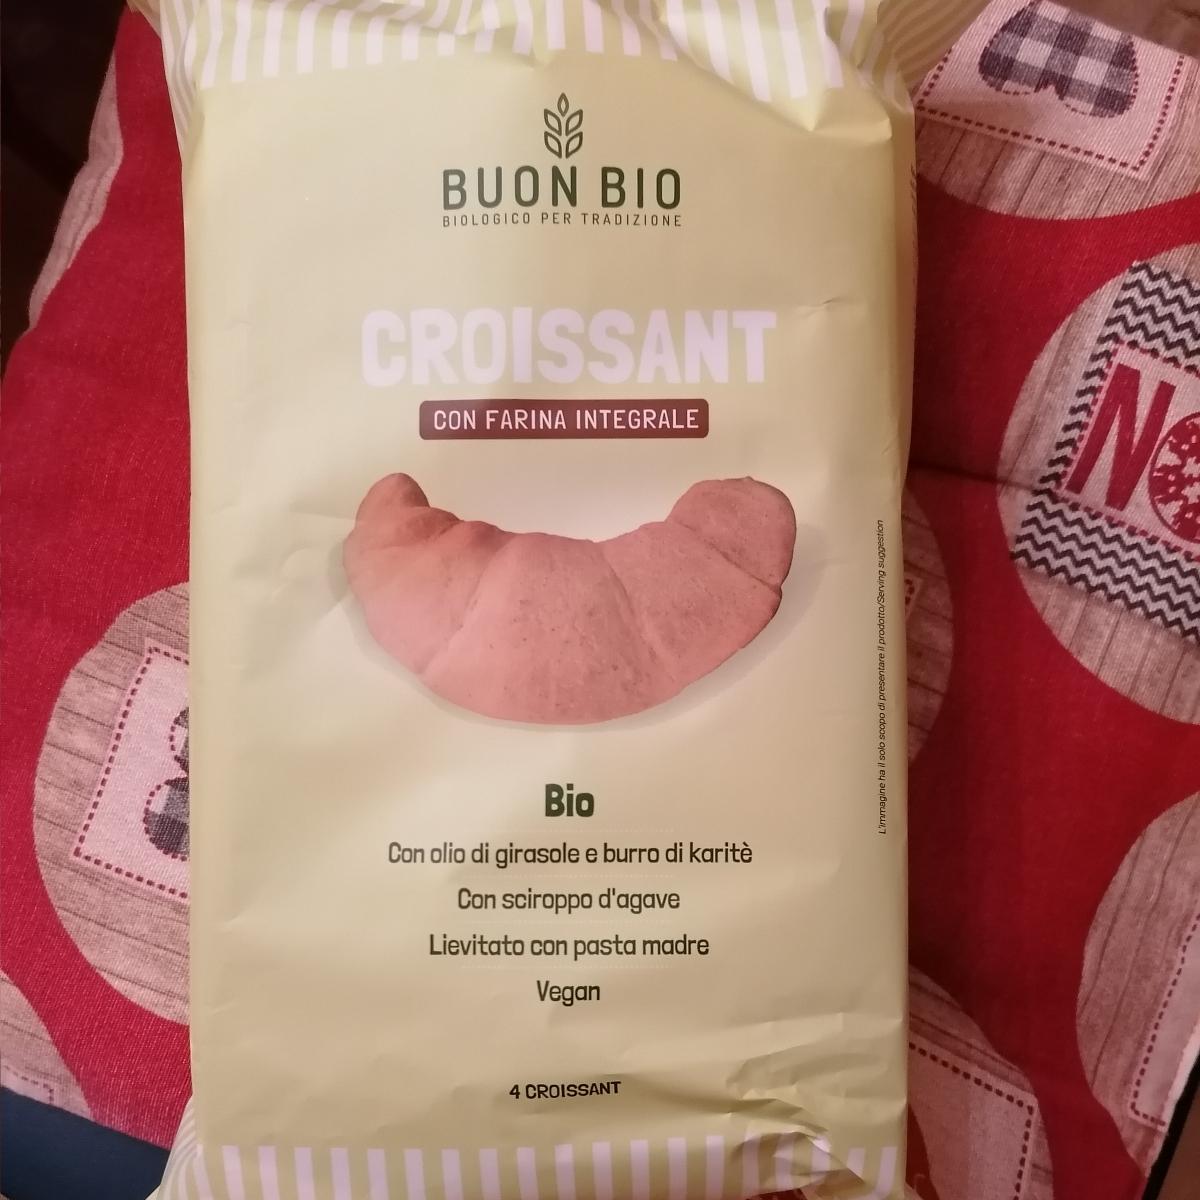 BUON BIO
BIOLOGICO PER TRADIZIONE
CROISSANT
CON FARINA INTEGRALE
L'immagine ha il solo scopo di presentare il prodotto/Serving suggestion
Bio
Con olio di girasole e burro di karitè
Con sciroppo d'agave
Lievitato con pasta madre
Vegan
4 CROISSANT